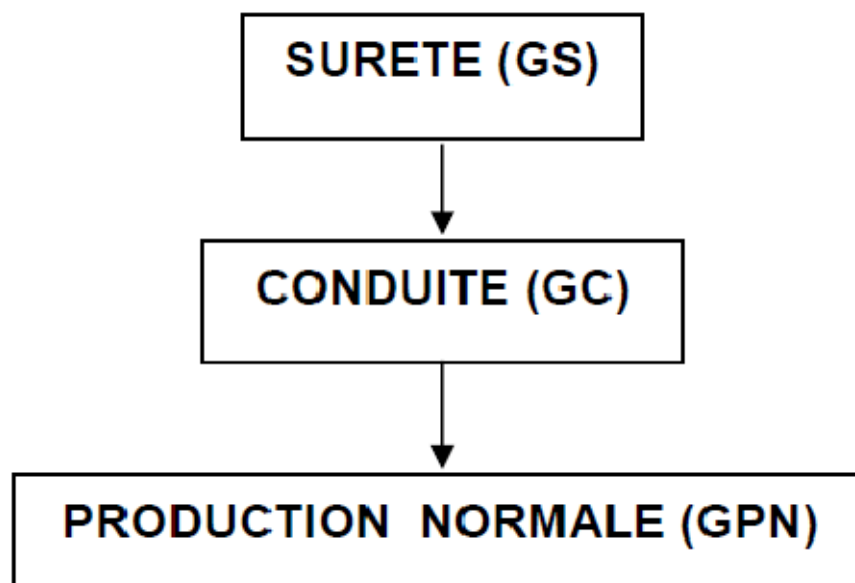 SURETE (GS)
CONDUITE (GC)
PRODUCTION NORMALE (GPN)